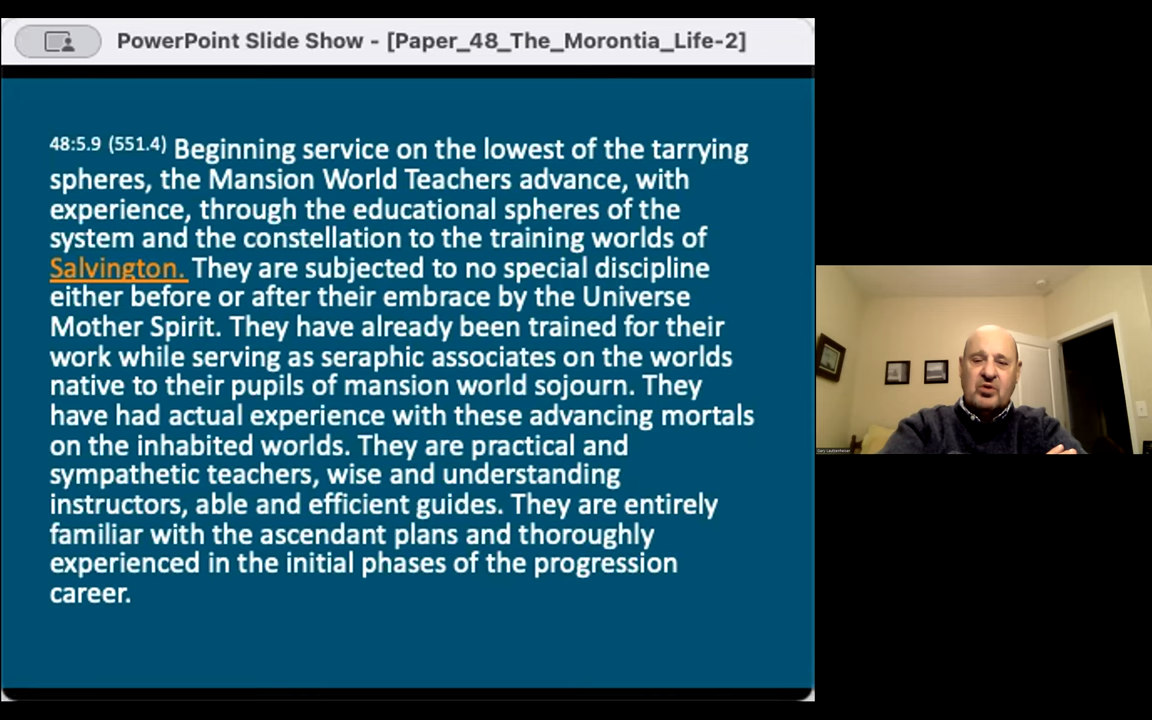 PowerPoint Slide Show - [Paper_48_The_Morontia_Life-2]
48:5.9 (551.4) Beginning service on the lowest of the tarrying
spheres, the Mansion World Teachers advance, with
experience, through the educational spheres of the
system and the constellation to the training worlds of
Salvington. They are subjected to no special discipline
either before or after their embrace by the Universe
Mother Spirit. They have already been trained for their
work while serving as seraphic associates on the worlds
native to their pupils of mansion world sojourn. They
have had actual experience with these advancing mortals
on the inhabited worlds. They are practical and
sympathetic teachers, wise and understanding
instructors, able and efficient guides. They are entirely
familiar with the ascendant plans and thoroughly
experienced in the initial phases of the progression
career.